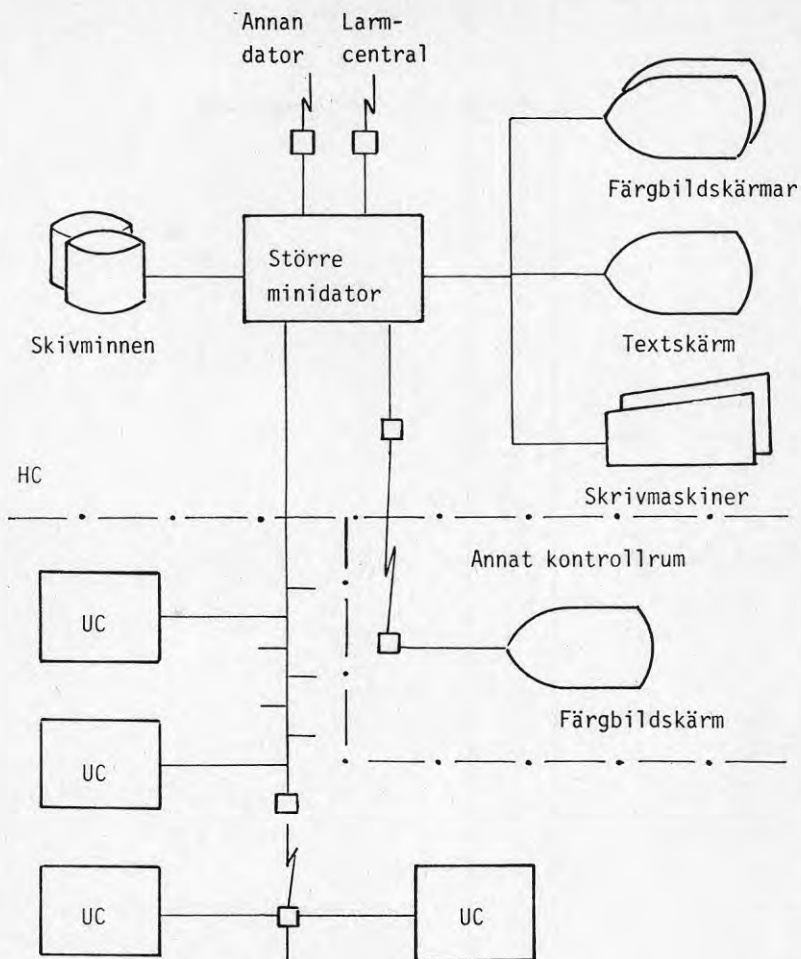 Annan
dator
Larm-
central
Färgbildskärmar
Större
minidator
Skivminnen
Textskärm
Skrivmaskiner
HC
Annat kontrollrum
UC
Färgbildskärm
UC
UC
UC